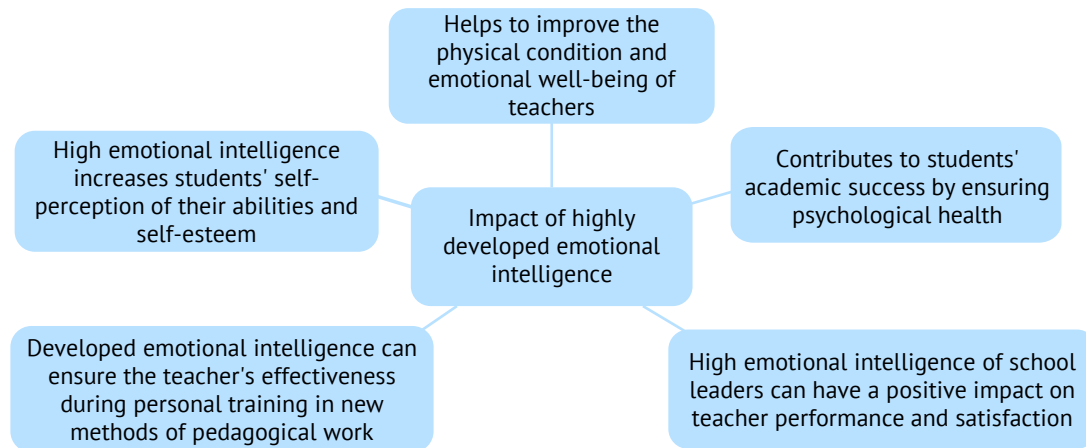 Helps to improve the
physical condition and
emotional well-being of
teachers
High emotional intelligence
increases students' self-
perception of their abilities and
self-esteem
Contributes to students'
academic success by ensuring
psychological health
Impact of highly
developed emotional
intelligence
Developed emotional intelligence can
ensure the teacher's effectiveness
during personal training in new
methods of pedagogical work
High emotional intelligence of school
leaders can have a positive impact on
teacher performance and satisfaction